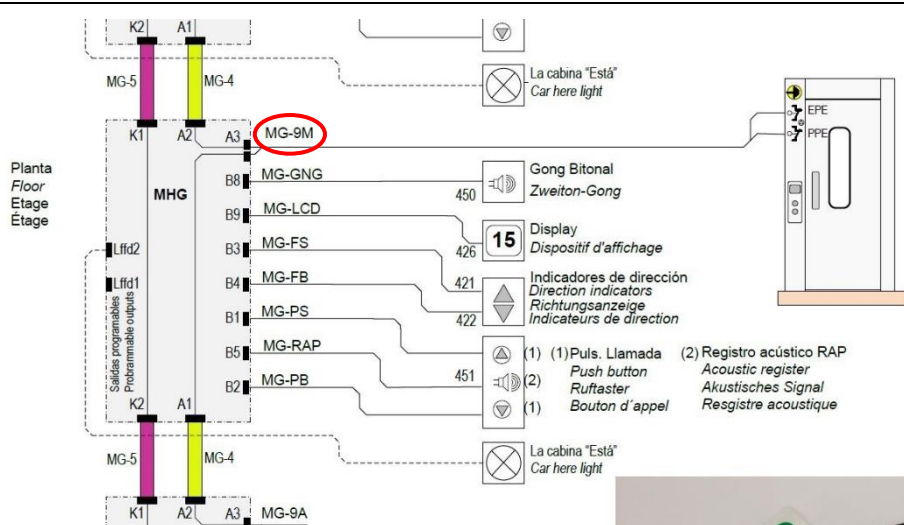 K2 A1
La cabina "Está"
Car here light
MG-5 MG-4
EPE
PPE
K1 A2 A3 MG-9M
Planta
Floor
Etage
Étage
MHG
B8 MG-GNG
450
Gong Bitonal
Zweiton-Gong
B9 MG-LCD
426
15
Display
Dispositif d'affichage
Lffd2
B3 MG-FS
421
Indicadores de dirección
Direction indicators
Richtungsanzeige
Indicateurs de direction
Lffd1
B4 MG-FB
422
Salidas programables
Probrammable outputs
B1 MG-PS
B5 MG-RAP
451
B2 MG-PB
(1)
(2)
(1)
(1) Puls. Llamada
Push button
Ruftaster
Bouton d´appel
(2) Registro acústico RAP
Acoustic register
Akustisches Signal
Resgistre acoustique
K2 A1
La cabina "Está"
Car here light
MG-5 MG-4
K1 A2 A3 MG-9A